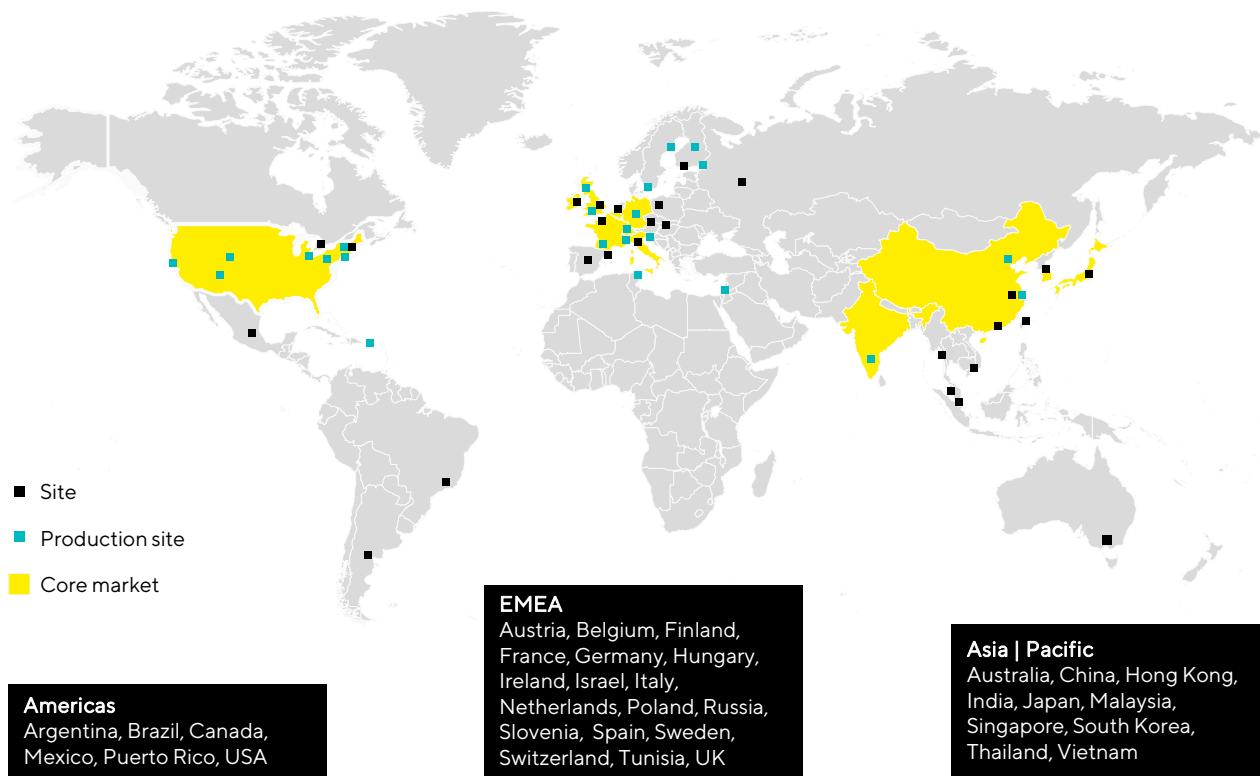 Site
Production site
Core market
Americas
Argentina, Brazil, Canada,
Mexico, Puerto Rico, USA
EMEA
Austria, Belgium, Finland,
France, Germany, Hungary,
Ireland, Israel, Italy,
Netherlands, Poland, Russia,
Slovenia, Spain, Sweden,
Switzerland, Tunisia, UK
Asia | Pacific
Australia, China, Hong Kong,
India, Japan, Malaysia,
Singapore, South Korea,
Thailand, Vietnam